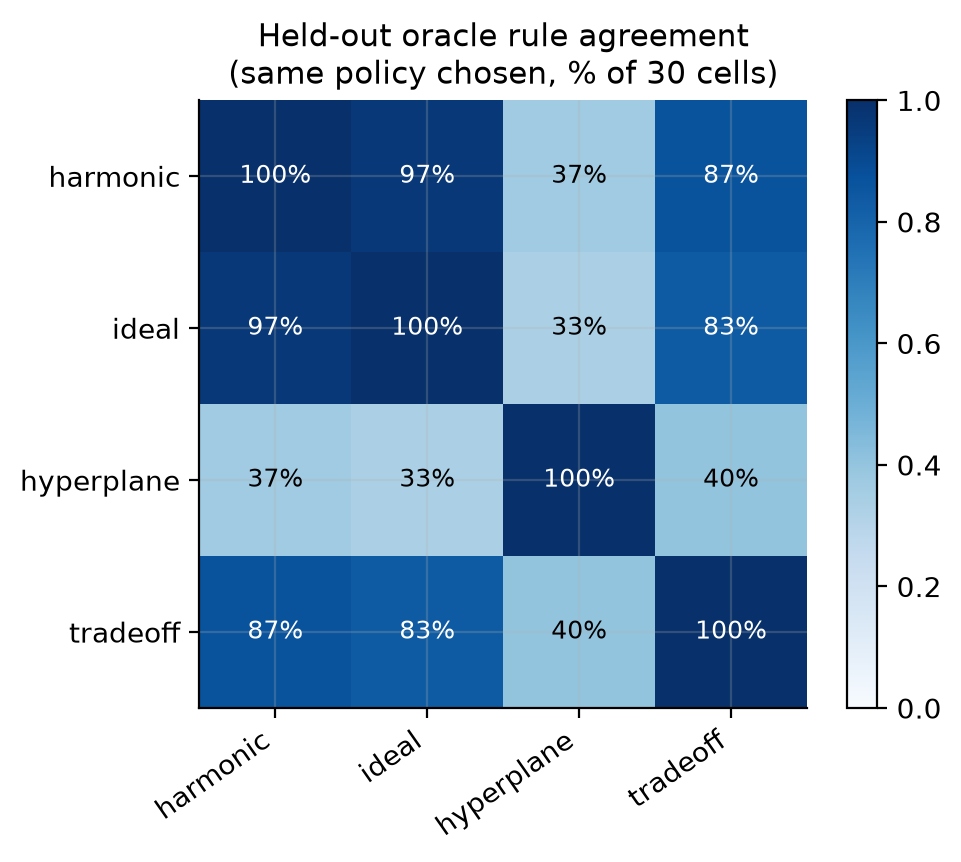 Held-out oracle rule agreement
(same policy chosen, % of 30 cells)
harmonic 100% 97% 37% 87%
ideal 97% 100% 33% 83%
hyperplane 37% 33% 100% 40%
tradeoff 87% 83% 40% 100%
harmonic ideal hyperplane tradeoff
1.0
0.8
0.6
0.4
0.2
0.0